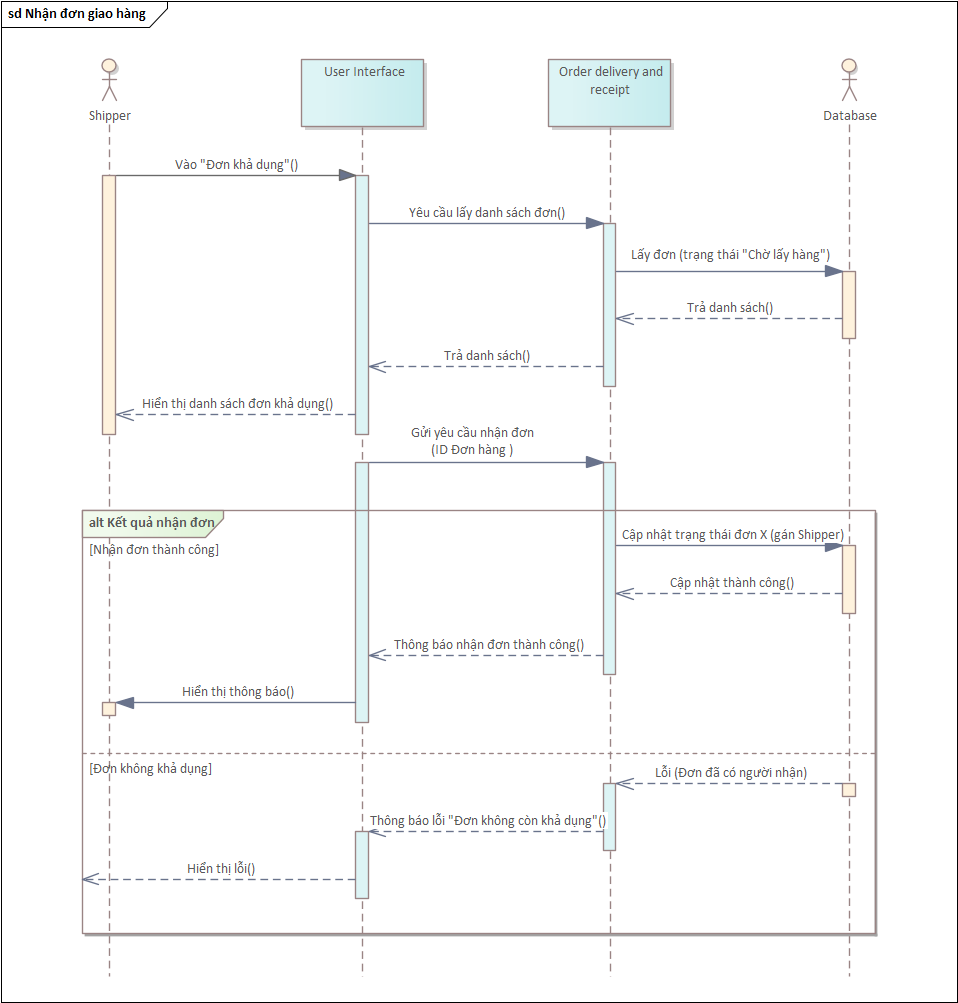 sd Nhận đơn giao hàng
Shipper
User Interface
Order delivery and
receipt
Database
Vào "Đơn khả dụng"()
Yêu cầu lấy danh sách đơn()
Lấy đơn (trạng thái "Chờ lấy hàng")
Trả danh sách()
Trả danh sách()
Hiển thị danh sách đơn khả dụng()
Gửi yêu cầu nhận đơn
(ID Đơn hàng )
alt Kết quả nhận đơn
[Nhận đơn thành công]
Cập nhật trạng thái đơn X (gán Shipper)
Cập nhật thành công()
Thông báo nhận đơn thành công()
Hiển thị thông báo()
[Đơn không khả dụng]
Lỗi (Đơn đã có người nhận)
Thông báo lỗi "Đơn không còn khả dụng"()
Hiển thị lỗi()